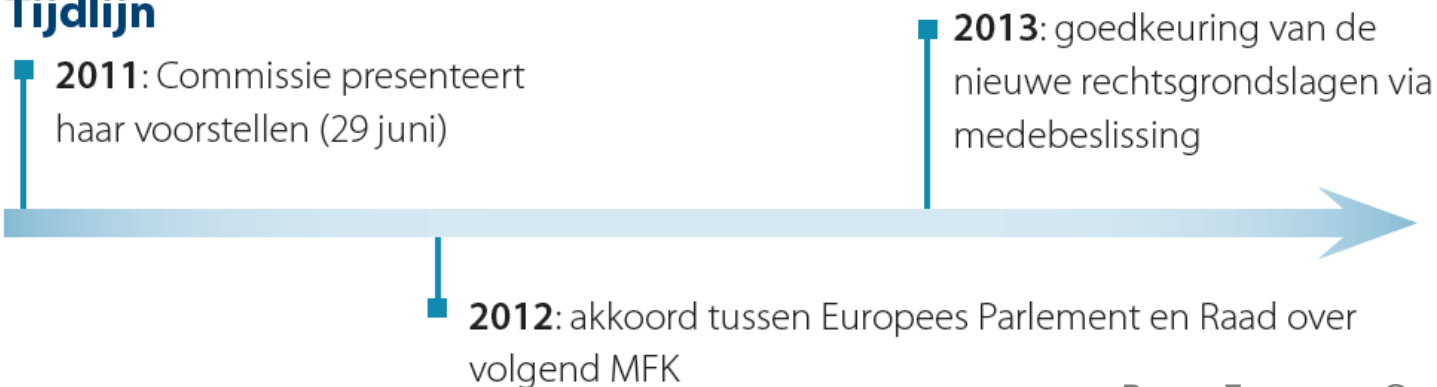 Tijdlijn
2011: Commissie presenteert
haar voorstellen (29 juni)
2013: goedkeuring van de
nieuwe rechtsgrondslagen via
medebeslissing
2012: akkoord tussen Europees Parlement en Raad over
volgend MFK